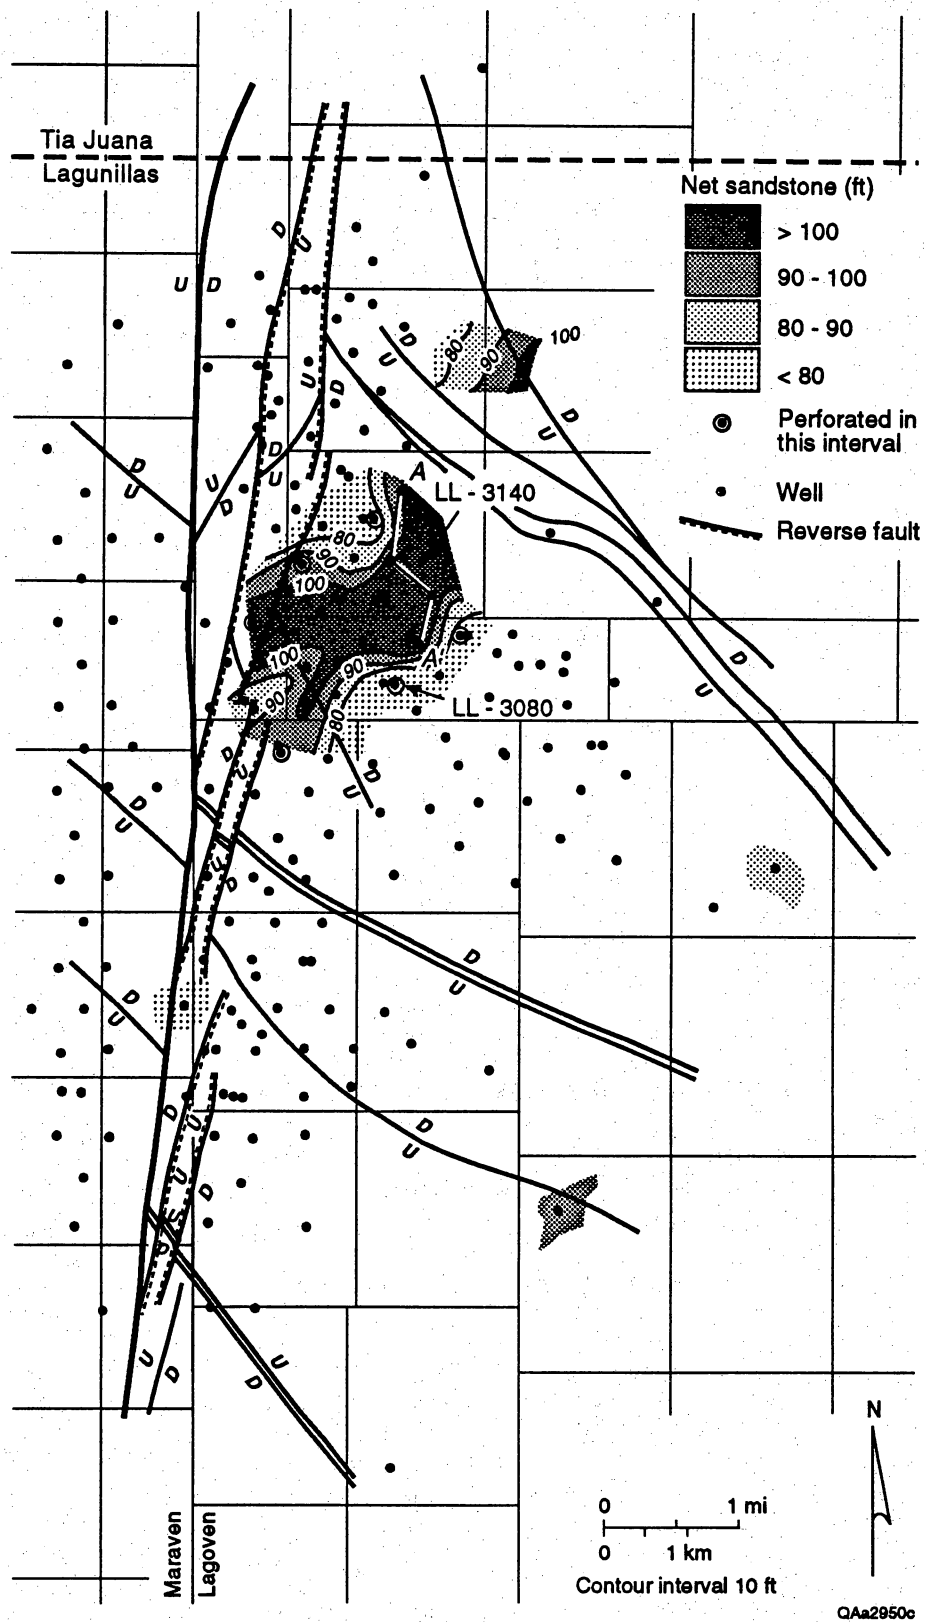 Tia Juana
Lagunillas
Net sandstone (ft)
> 100
90 - 100
80 - 90
< 80
Perforated in
this interval
Well
Reverse fault
D
U
U D
100
80
90
D
U
U
D
D
U
D
U
U
D
D
U
A
LL - 3140
80
90
100
100
90
90
80
A
LL - 3080
D
U
D
U
D
U
D
U
U
D
D
U
D
U
D
U
D
U
U
D
D
U
U
D
U
D
N
0 1 mi
0 1 km
Contour interval 10 ft
Maraven
Lagoven
QAa2950c